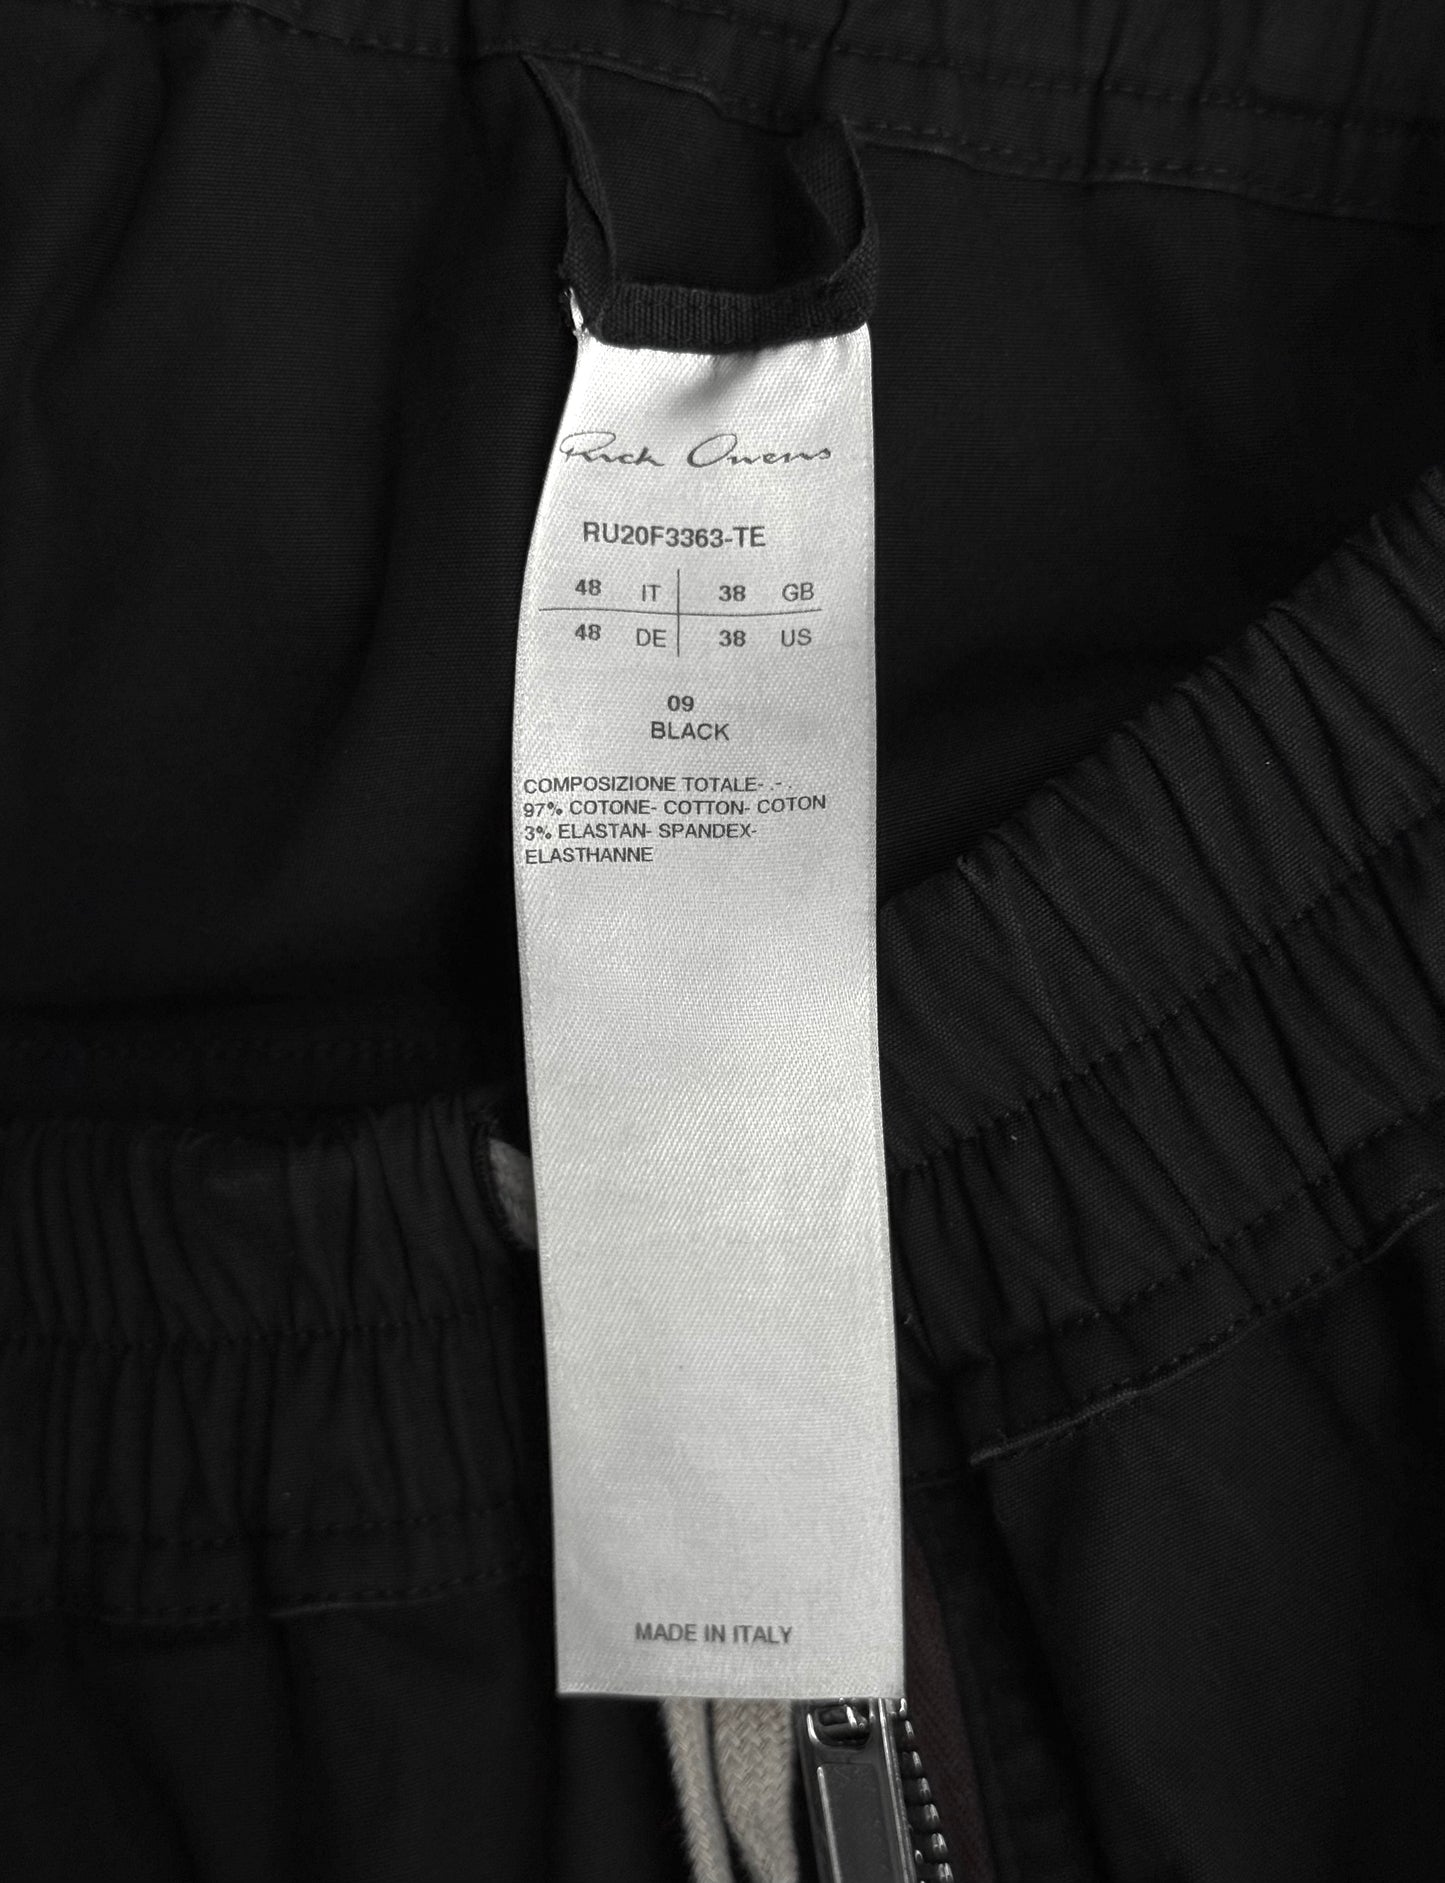 Rick Owens
RU20F3363-TE
48 IT 38 GB
48 DE 38 US
09
BLACK
COMPOSIZIONE TOTALE- .- .
97% COTONE- COTTON- COTON
3% ELASTAN- SPANDEX-
ELASTHANNE
MADE IN ITALY